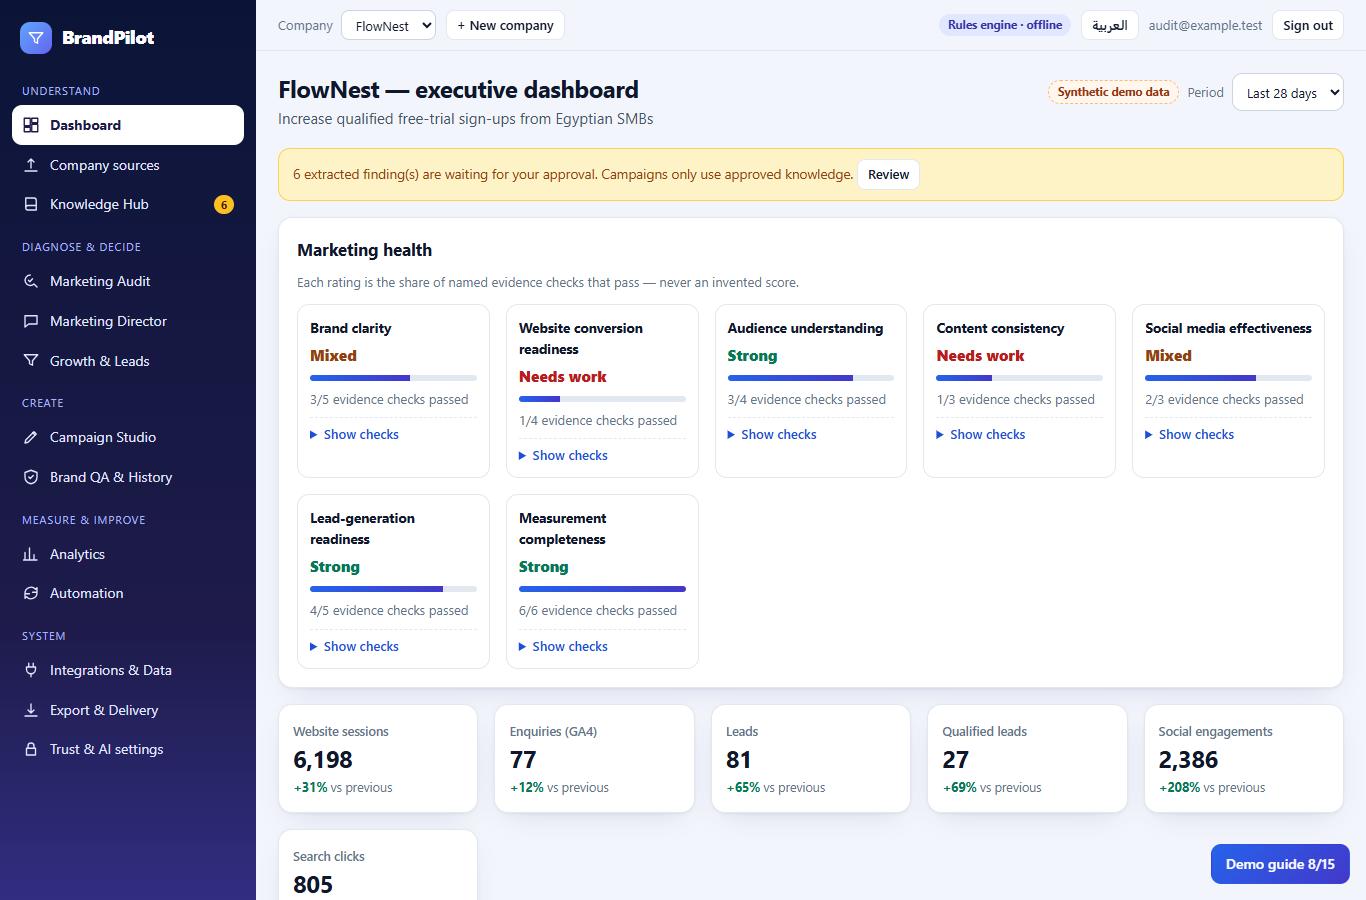 BrandPilot
UNDERSTAND
Dashboard
Company sources
Knowledge Hub 6
DIAGNOSE & DECIDE
Marketing Audit
Marketing Director
Growth & Leads
CREATE
Campaign Studio
Brand QA & History
MEASURE & IMPROVE
Analytics
Automation
SYSTEM
Integrations & Data
Export & Delivery
Trust & AI settings
Company FlowNest + New company Rules engine · offline العربية audit@example.test Sign out
FlowNest — executive dashboard
Increase qualified free-trial sign-ups from Egyptian SMBs
Synthetic demo data Period Last 28 days
6 extracted finding(s) are waiting for your approval. Campaigns only use approved knowledge. Review
Marketing health
Each rating is the share of named evidence checks that pass — never an invented score.
Brand clarity
Mixed
3/5 evidence checks passed
Show checks
Website conversion
readiness
Needs work
1/4 evidence checks passed
Show checks
Audience understanding
Strong
3/4 evidence checks passed
Show checks
Content consistency
Needs work
1/3 evidence checks passed
Show checks
Social media effectiveness
Mixed
2/3 evidence checks passed
Show checks
Lead-generation
readiness
Strong
4/5 evidence checks passed
Show checks
Measurement
completeness
Strong
6/6 evidence checks passed
Show checks
Website sessions
6,198
+31% vs previous
Enquiries (GA4)
77
+12% vs previous
Leads
81
+65% vs previous
Qualified leads
27
+69% vs previous
Social engagements
2,386
+208% vs previous
Search clicks
805
Demo guide 8/15